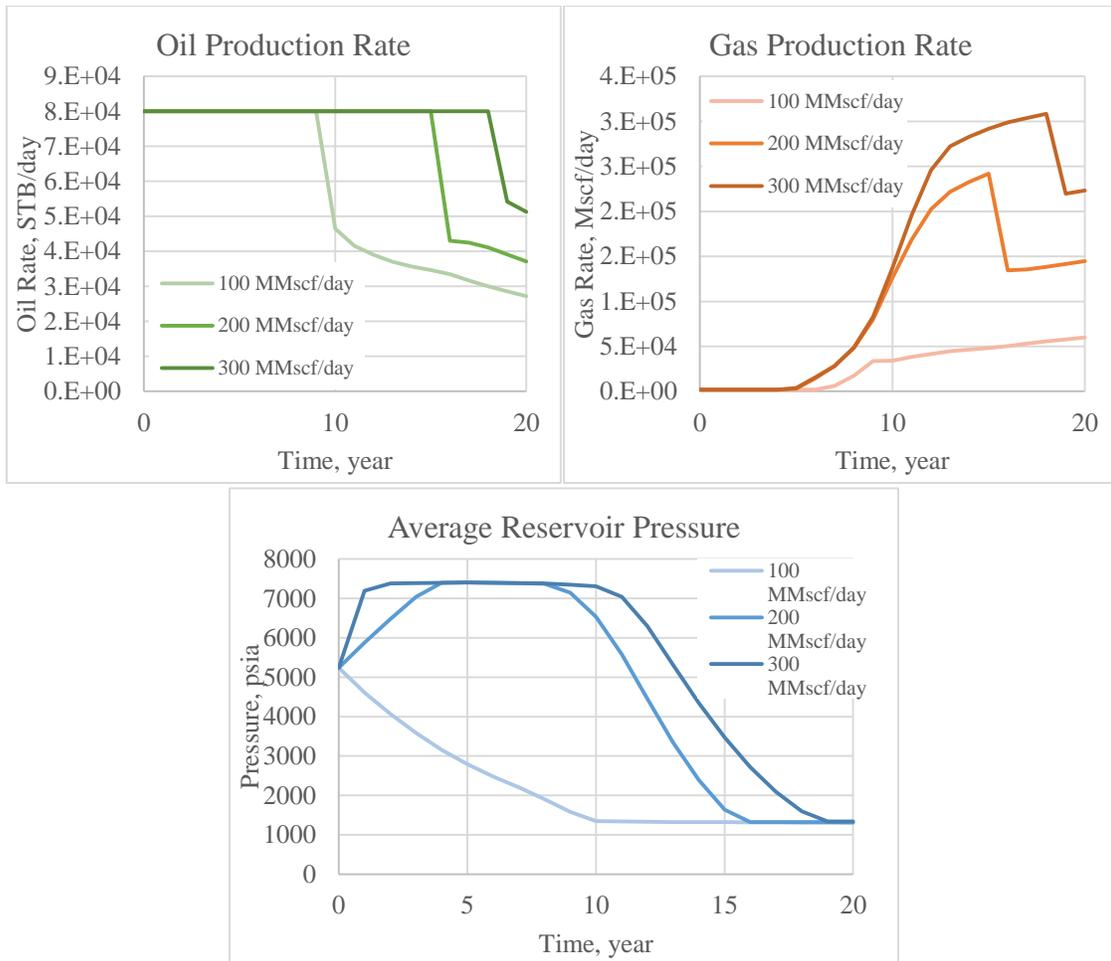 Oil Production Rate
9.E+04
8.E+04
7.E+04
6.E+04
5.E+04
4.E+04
3.E+04
2.E+04
1.E+04
0.E+00
Oil Rate, STB/day
100 MMscf/day
200 MMscf/day
300 MMscf/day
0
10
20
Time, year
Gas Production Rate
4.E+05
3.E+05
3.E+05
2.E+05
2.E+05
1.E+05
5.E+04
0.E+00
Gas Rate, Mscf/day
100 MMscf/day
200 MMscf/day
300 MMscf/day
0
10
20
Time, year
Average Reservoir Pressure
8000
7000
6000
5000
4000
3000
2000
1000
0
Pressure, psia
100
MMscf/day
200
MMscf/day
300
MMscf/day
0
5
10
15
20
Time, year